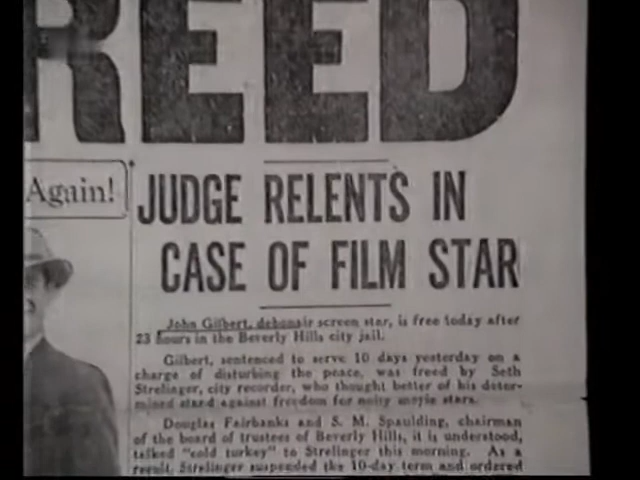 REED
Again!
JUDGE RELENTS IN
CASE OF FILM STAR
John Gilbert, debonair screen star, is free today after
23 hours in the Beverly Hills city jail.
Gilbert, sentenced to serve 10 days yesterday on a
charge of disturbing the peace, was freed by Seth
Strelinger, city recorder, who thought better of his deter-
mined stand against freedom for noisy movie stars.
Douglas Fairbanks and S. M. Spaulding, chairman
of the board of trustees of Beverly Hills, it is understood,
talked "cold turkey" to Strelinger this morning. As a
result, Strelinger suspended the 10-day term and ordered